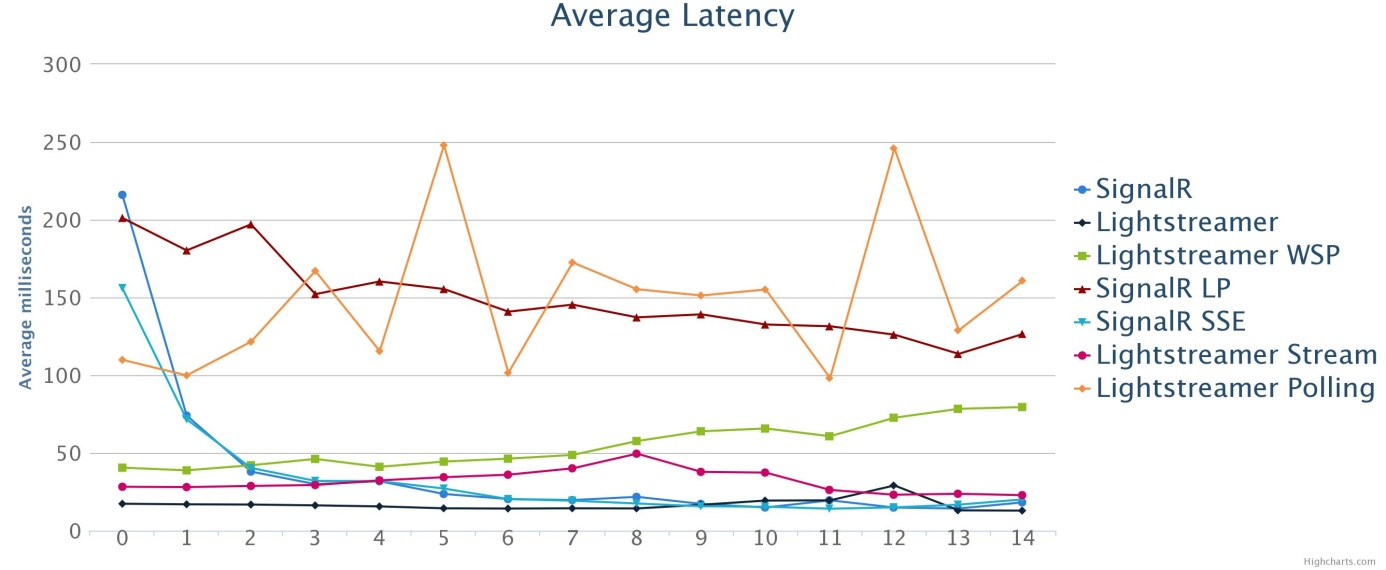 Average Latency
300
250
200
150
100
50
0
Average milliseconds
0 1 2 3 4 5 6 7 8 9 10 11 12 13 14
SignalR
Lightstreamer
Lightstreamer WSP
SignalR LP
SignalR SSE
Lightstreamer Stream
Lightstreamer Polling
Highcharts.com